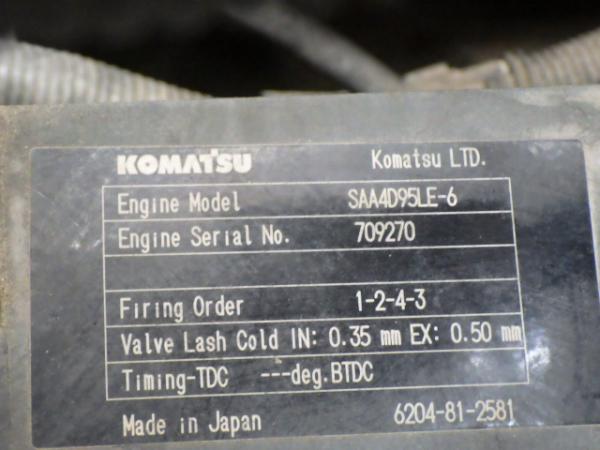 KOMATSU Komatsu LTD.
Engine Model SAA4D95LE-6
Engine Serial No. 709270
Firing Order 1-2-4-3
Valve Lash Cold IN: 0.35 mm EX: 0.50 mm
Timing-TDC ---deg.BTDC
Made in Japan 6204-81-2581